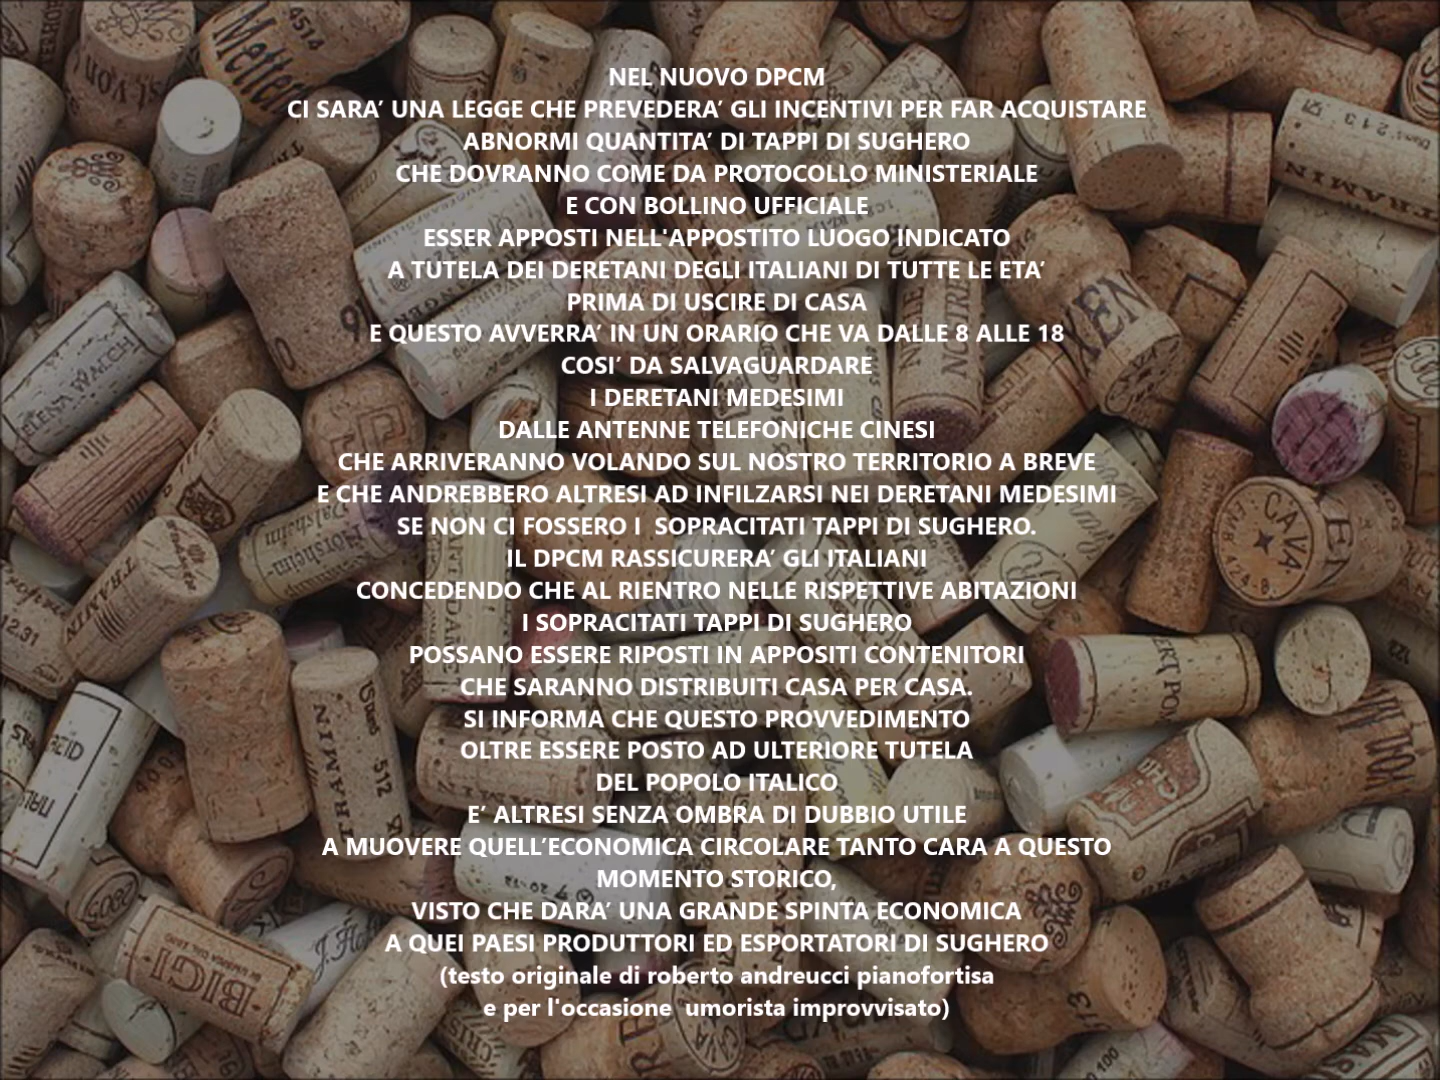 NEL NUOVO DPCM
CI SARA’ UNA LEGGE CHE PREVEDERA’ GLI INCENTIVI PER FAR ACQUISTARE
ABNORMI QUANTITA’ DI TAPPI DI SUGHERO
CHE DOVRANNO COME DA PROTOCOLLO MINISTERIALE
E CON BOLLINO UFFICIALE
ESSER APPOSTI NELL'APPOSTITO LUOGO INDICATO
A TUTELA DEI DERETANI DEGLI ITALIANI DI TUTTE LE ETA’
PRIMA DI USCIRE DI CASA
E QUESTO AVVERRA’ IN UN ORARIO CHE VA DALLE 8 ALLE 18
COSI’ DA SALVAGUARDARE
I DERETANI MEDESIMI
DALLE ANTENNE TELEFONICHE CINESI
CHE ARRIVERANNO VOLANDO SUL NOSTRO TERRITORIO A BREVE
E CHE ANDREBBERO ALTRESI AD INFILZARSI NEI DERETANI MEDESIMI
SE NON CI FOSSERO I  SOPRACITATI TAPPI DI SUGHERO.
IL DPCM RASSICURERA’ GLI ITALIANI
CONCEDENDO CHE AL RIENTRO NELLE RISPETTIVE ABITAZIONI
I SOPRACITATI TAPPI DI SUGHERO
POSSANO ESSERE RIPOSTI IN APPOSITI CONTENITORI
CHE SARANNO DISTRIBUITI CASA PER CASA.
SI INFORMA CHE QUESTO PROVVEDIMENTO
OLTRE ESSERE POSTO AD ULTERIORE TUTELA
DEL POPOLO ITALICO
E’ ALTRESI SENZA OMBRA DI DUBBIO UTILE
A MUOVERE QUELL’ECONOMICA CIRCOLARE TANTO CARA A QUESTO
MOMENTO STORICO,
VISTO CHE DARA’ UNA GRANDE SPINTA ECONOMICA
A QUEI PAESI PRODUTTORI ED ESPORTATORI DI SUGHERO
(testo originale di roberto andreucci pianofortisa
e per l'occasione  umorista improvvisato)
4514
TRAMIN
ELENA WALCH
CAVA
TRAMIN
TRAMIN
512
BIGI